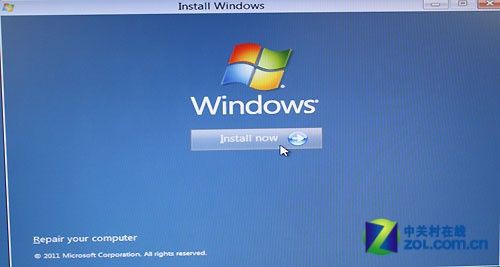 Install Windows
Windows®
Install now
Repair your computer
© 2011 Microsoft Corporation. All rights reserved.
中关村在线
ZOL.COM.CN